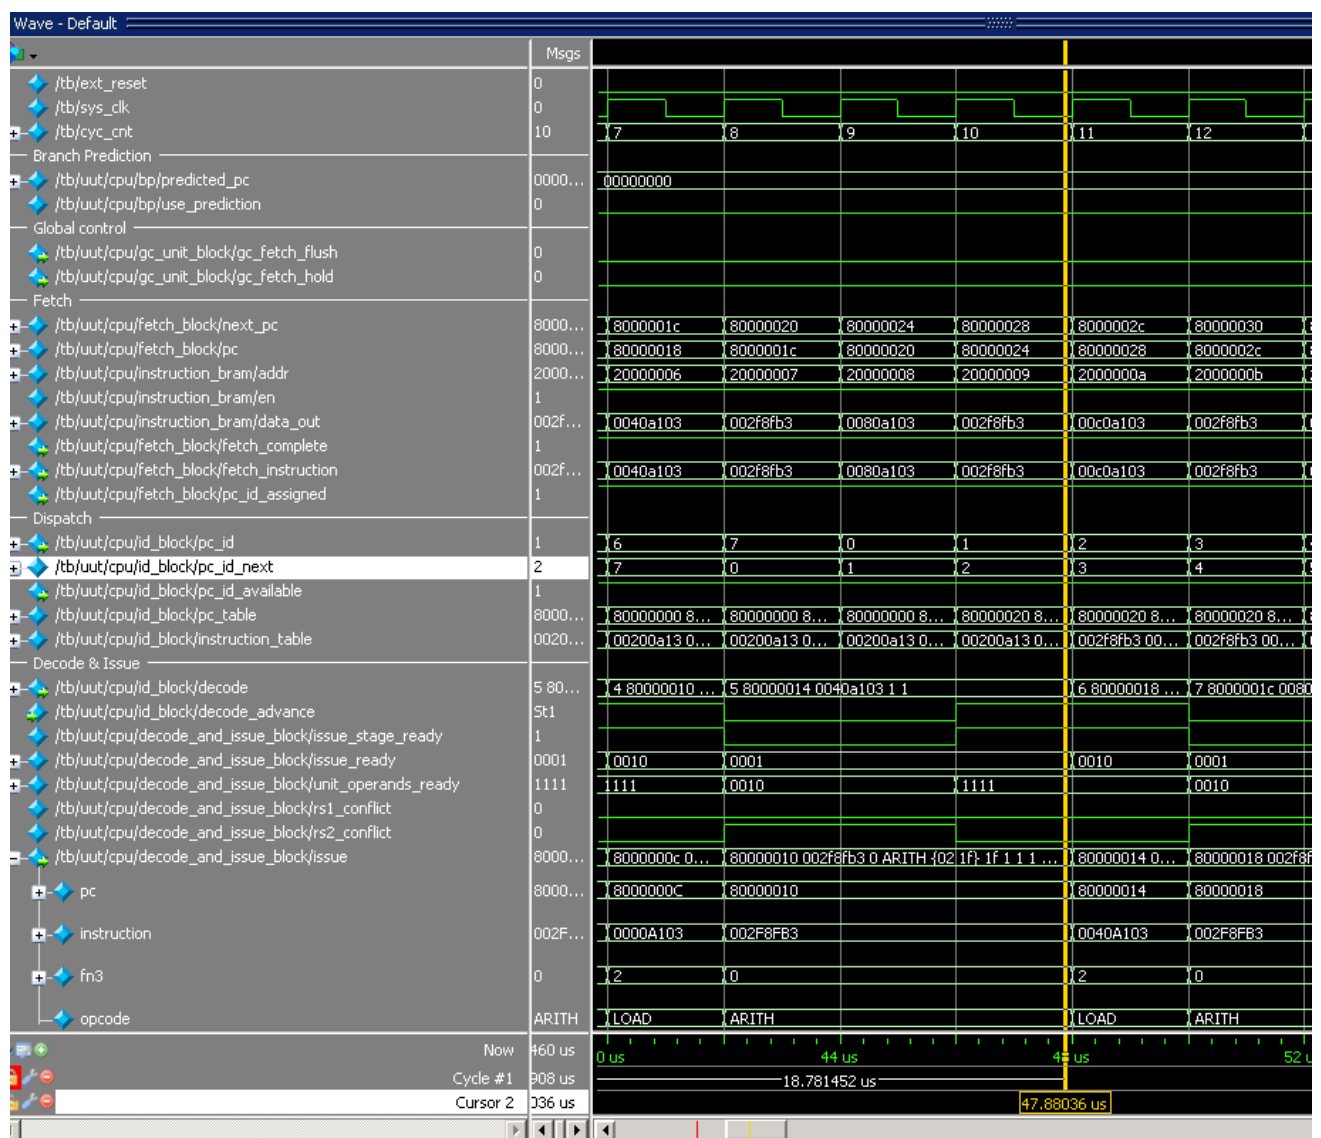 Wave - Default
Msgs
/tb/ext_reset 0
/tb/sys_clk 0
/tb/cyc_cnt 10 7 8 9 10 11 12
Branch Prediction
/tb/uut/cpu/bp/predicted_pc 0000... 00000000
/tb/uut/cpu/bp/use_prediction 0
Global control
/tb/uut/cpu/gc_unit_block/gc_fetch_flush 0
/tb/uut/cpu/gc_unit_block/gc_fetch_hold 0
Fetch
/tb/uut/cpu/fetch_block/next_pc 8000... 8000001c 80000020 80000024 80000028 8000002c 80000030
/tb/uut/cpu/fetch_block/pc 8000... 80000018 8000001c 80000020 80000024 80000028 8000002c
/tb/uut/cpu/instruction_bram/addr 2000... 20000006 20000007 20000008 20000009 2000000a 2000000b
/tb/uut/cpu/instruction_bram/en 1
/tb/uut/cpu/instruction_bram/data_out 002f... 0040a103 002f8fb3 0080a103 002f8fb3 00c0a103 002f8fb3
/tb/uut/cpu/fetch_block/fetch_complete 1
/tb/uut/cpu/fetch_block/fetch_instruction 002f... 0040a103 002f8fb3 0080a103 002f8fb3 00c0a103 002f8fb3
/tb/uut/cpu/fetch_block/pc_id_assigned 1
Dispatch
/tb/uut/cpu/id_block/pc_id 1 6 7 0 1 2 3
/tb/uut/cpu/id_block/pc_id_next 2 7 0 1 2 3 4
/tb/uut/cpu/id_block/pc_id_available 1
/tb/uut/cpu/id_block/pc_table 8000... 80000000 8... 80000000 8... 80000000 8... 80000020 8... 80000020 8... 80000020 8...
/tb/uut/cpu/id_block/instruction_table 0020... 00200a13 0... 00200a13 0... 00200a13 0... 00200a13 0... 002f8fb3 00... 002f8fb3 00...
Decode & Issue
/tb/uut/cpu/id_block/decode 5 80... 4 80000010 ... 5 80000014 0040a103 1 1 6 80000018 ... 7 8000001c 0080
/tb/uut/cpu/id_block/decode_advance St1
/tb/uut/cpu/decode_and_issue_block/issue_stage_ready 1
/tb/uut/cpu/decode_and_issue_block/issue_ready 0001 0010 0001 0010 0001
/tb/uut/cpu/decode_and_issue_block/unit_operands_ready 1111 1111 0010 1111 0010
/tb/uut/cpu/decode_and_issue_block/rs1_conflict 0
/tb/uut/cpu/decode_and_issue_block/rs2_conflict 0
/tb/uut/cpu/decode_and_issue_block/issue 8000... 8000000c 0... 80000010 002f8fb3 0 ARITH {02 1f} 1f 1 1 1 ... 80000014 0... 80000018 002f8f
pc 8000... 8000000C 80000010 80000014 80000018
instruction 002F... 0000A103 002F8FB3 0040A103 002F8FB3
fn3 0 2 0 2 0
opcode ARITH LOAD ARITH LOAD ARITH
Now 460 us 0 us 44 us us 52
Cycle #1 908 us 18.781452 us
Cursor 2 036 us 47.88036 us